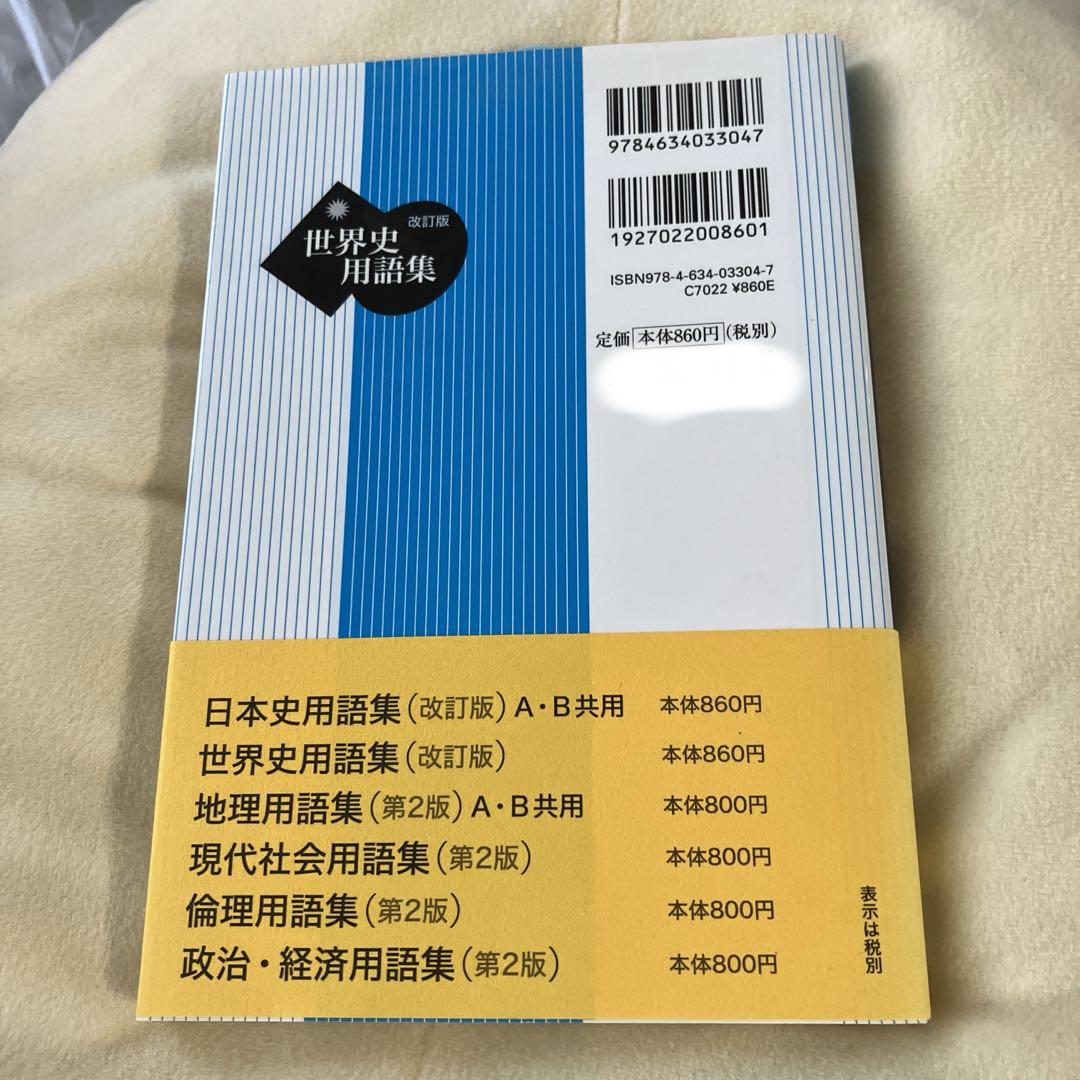 改訂版
世界史
用語集
9784634033047
1927022008601
ISBN978-4-634-03304-7
C7022 ¥860E
定価 本体860円(税別)
日本史用語集(改訂版) A・B共用 本体860円
世界史用語集(改訂版) 本体860円
地理用語集(第2版) A・B共用 本体800円
現代社会用語集(第2版) 本体800円
倫理用語集(第2版) 本体800円
政治・経済用語集(第2版) 本体800円
表示は税別